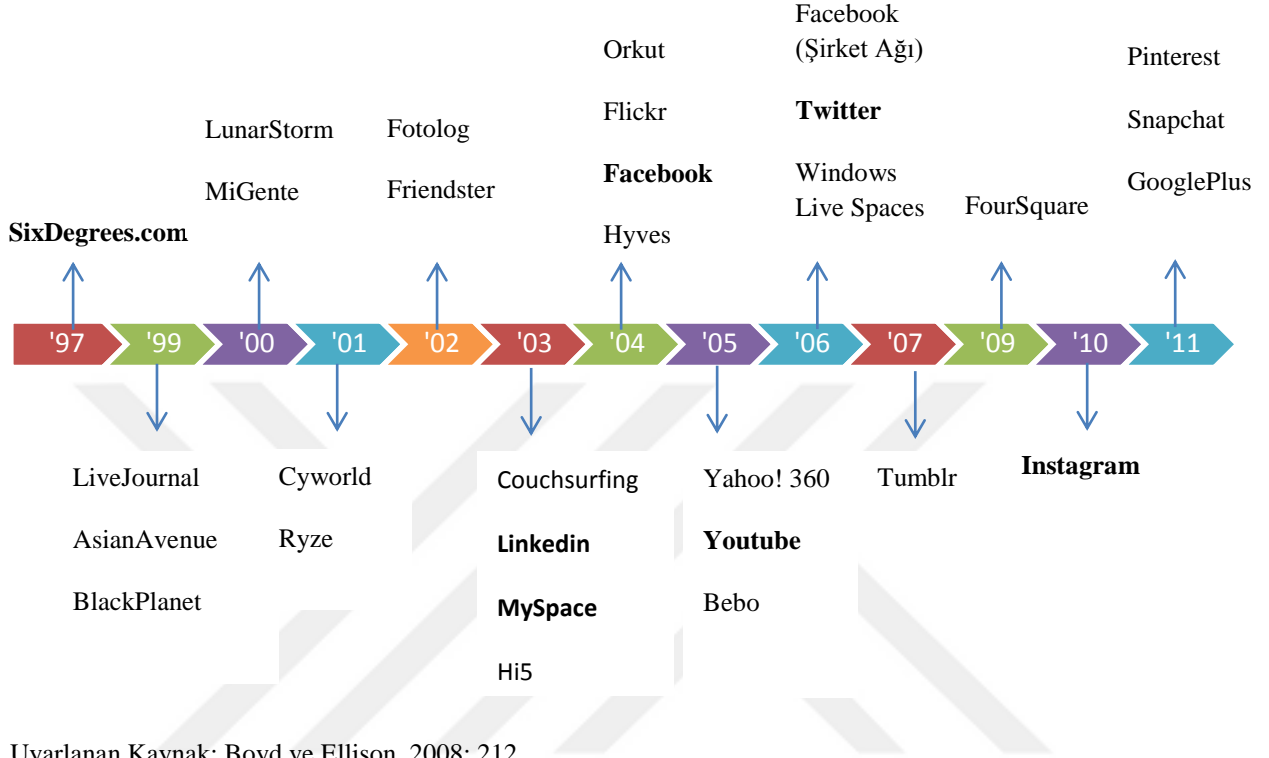 Facebook
(Şirket Ağı)
Orkut
Pinterest
Flickr
Twitter
Snapchat
LunarStorm
Fotolog
Facebook
Windows
Live Spaces
GooglePlus
MiGente
Friendster
FourSquare
SixDegrees.com
Hyves
'97
'99
'00
'01
'02
'03
'04
'05
'06
'07
'09
'10
'11
LiveJournal
Cyworld
Couchsurfing
Yahoo! 360
Tumblr
Instagram
AsianAvenue
Ryze
Linkedin
Youtube
BlackPlanet
MySpace
Bebo
Hi5
Uyarlanan Kaynak: Boyd ve Ellison, 2008: 212